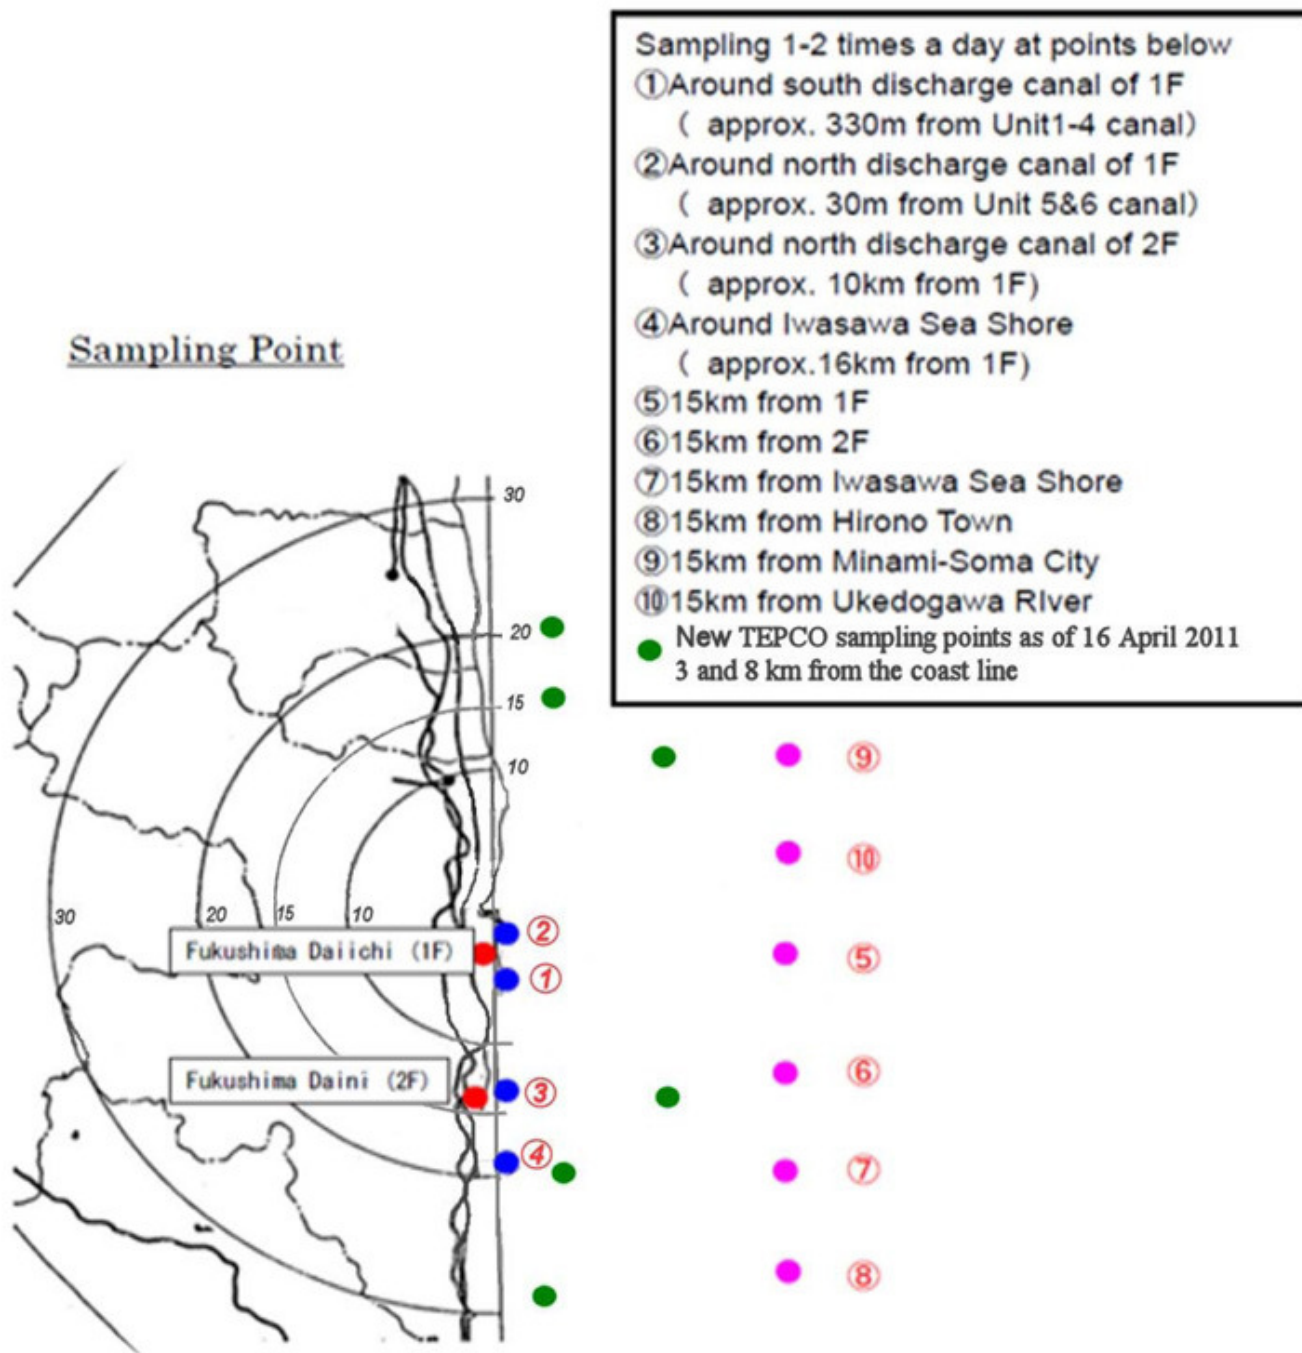 Sampling 1-2 times a day at points below
①Around south discharge canal of 1F
( approx. 330m from Unit1-4 canal)
②Around north discharge canal of 1F
( approx. 30m from Unit 5&6 canal)
③Around north discharge canal of 2F
( approx. 10km from 1F)
④Around Iwasawa Sea Shore
( approx.16km from 1F)
⑤15km from 1F
⑥15km from 2F
⑦15km from Iwasawa Sea Shore
⑧15km from Hirono Town
⑨15km from Minami-Soma City
⑩15km from Ukedogawa RIver
New TEPCO sampling points as of 16 April 2011
3 and 8 km from the coast line
Sampling Point
30
20
15
10
⑨
⑩
30
20
15
10
②
Fukushima Daiichi (1F)
⑤
①
Fukushima Daini (2F)
③
⑥
④
⑦
⑧